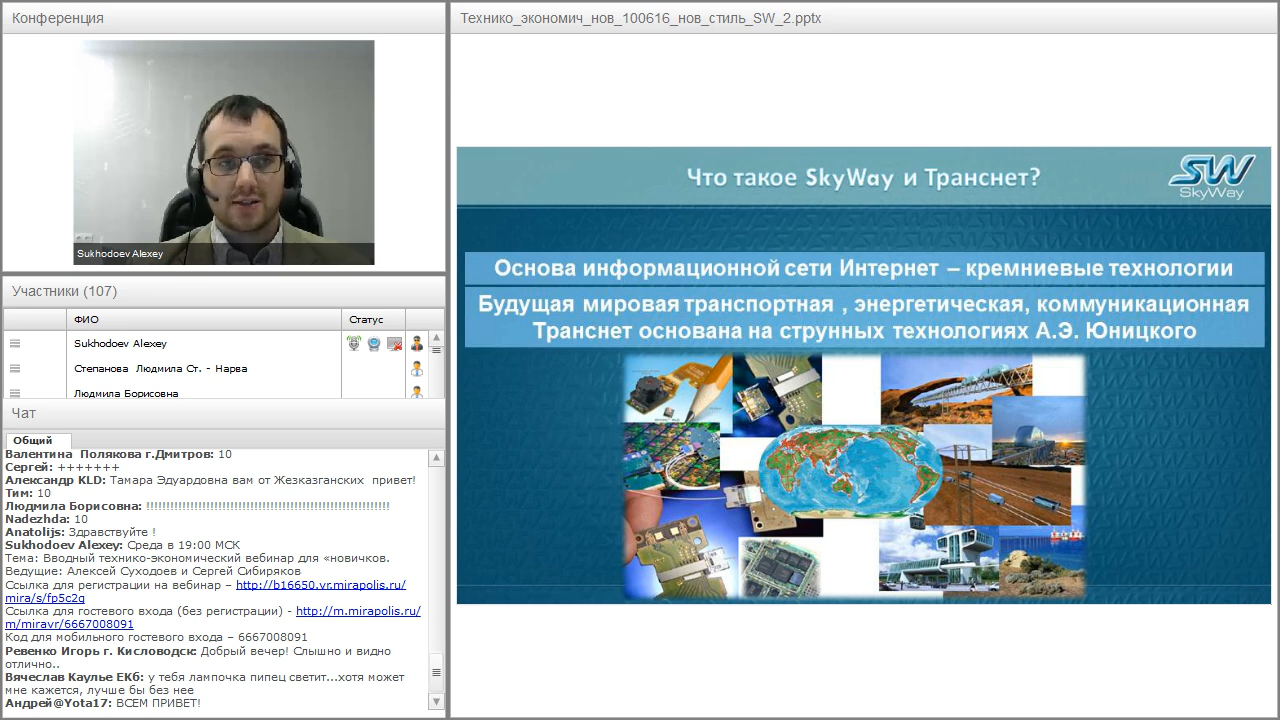 Конференция
Sukhodoev Alexey
Участники (107)
ФИО
Статус
Sukhodoev Alexey
Степанова Людмила Ст. - Нарва
Людмила Борисовна
Чат
Общий
Валентина Полякова г.Дмитров: 10
Сергей: +++++++
Александр KLD: Тамара Эдуардовна вам от Жезказганских привет!
Тим: 10
Людмила Борисовна: !!!!!!!!!!!!!!!!!!!!!!!!!!!!!!!!!!!!!!!!!!!!!!!!!!!!!!!!!!!!!
Nadezhda: 10
Anatolijs: Здравствуйте !
Sukhodoev Alexey: Среда в 19:00 МСК
Тема: Вводный технико-экономический вебинар для «новичков.
Ведущие: Алексей Суходоев и Сергей Сибиряков
Ссылка для регистрации на вебинар – http://b16650.vr.mirapolis.ru/
mira/s/fp5c2g
Ссылка для гостевого входа (без регистрации) - http://m.mirapolis.ru/
m/miravr/6667008091
Код для мобильного гостевого входа – 6667008091
Ревенко Игорь г. Кисловодск: Добрый вечер! Слышно и видно
отлично..
Вячеслав Каулье ЕКб: у тебя лампочка пипец светит...хотя может
мне кажется, лучше бы без нее
Андрей@Yota17: ВСЕМ ПРИВЕТ!
Технико_экономич_нов_100616_нов_стиль_SW_2.pptx
Что такое SkyWay и Транснет?
SW
SkyWay
Основа информационной сети Интернет – кремниевые технологии
Будущая мировая транспортная , энергетическая, коммуникационная
Транснет основана на струнных технологиях А.Э. Юницкого